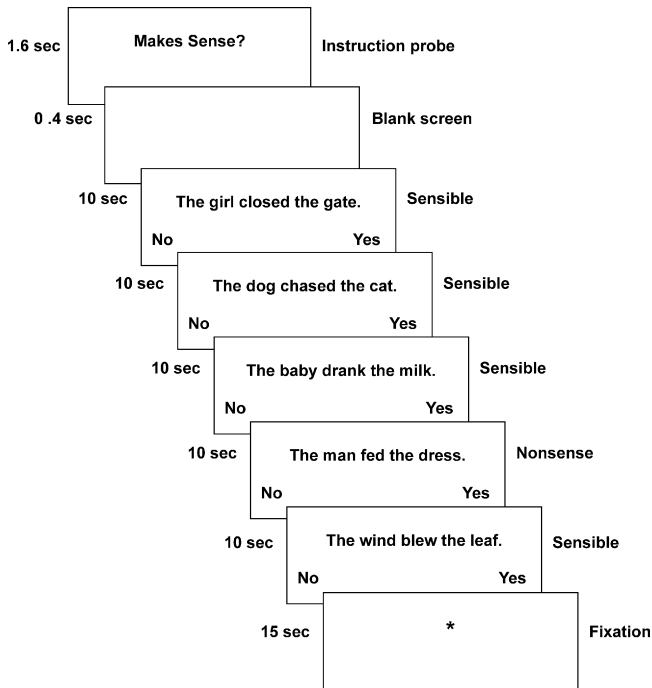 Makes Sense?
1.6 sec
Instruction probe
0 .4 sec
Blank screen
10 sec
The girl closed the gate.
Sensible
No Yes
10 sec
The dog chased the cat.
Sensible
No Yes
10 sec
The baby drank the milk.
Sensible
No Yes
10 sec
The man fed the dress.
Nonsense
No Yes
10 sec
The wind blew the leaf.
Sensible
No Yes
15 sec
*
Fixation